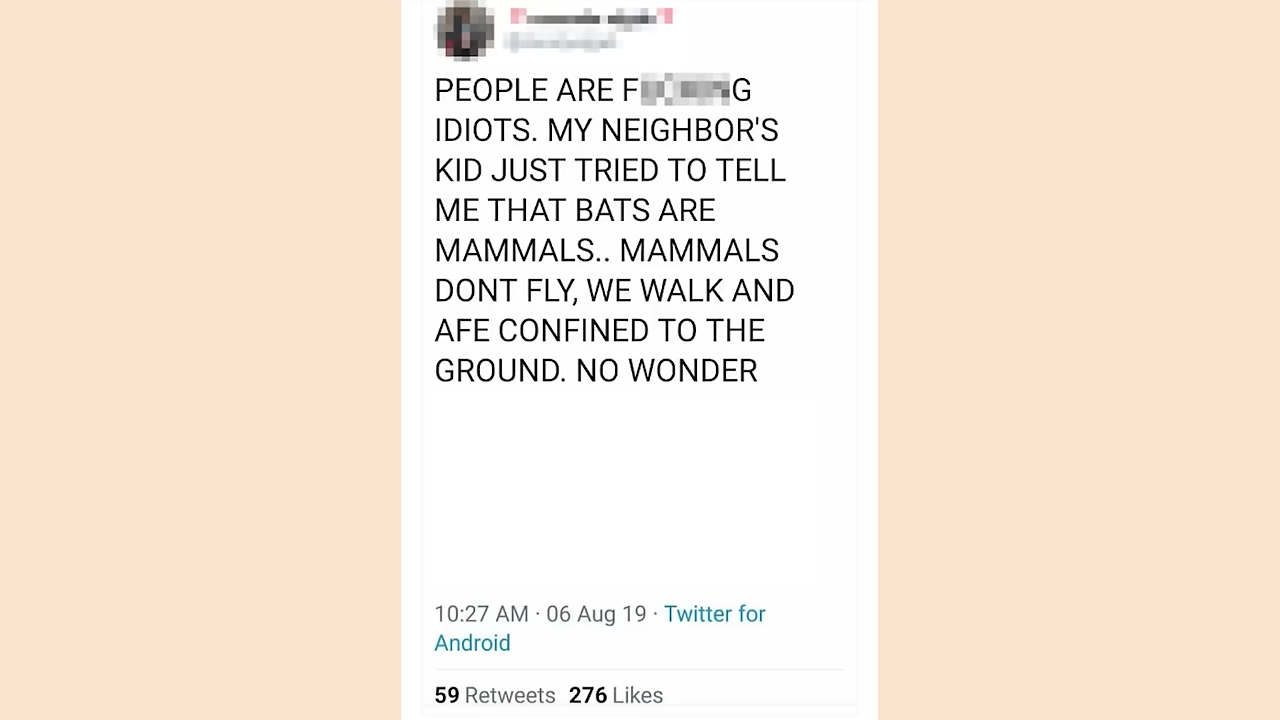 PEOPLE ARE F G
IDIOTS. MY NEIGHBOR'S
KID JUST TRIED TO TELL
ME THAT BATS ARE
MAMMALS.. MAMMALS
DONT FLY, WE WALK AND
AFE CONFINED TO THE
GROUND. NO WONDER
10:27 AM · 06 Aug 19 · Twitter for
Android
59 Retweets 276 Likes